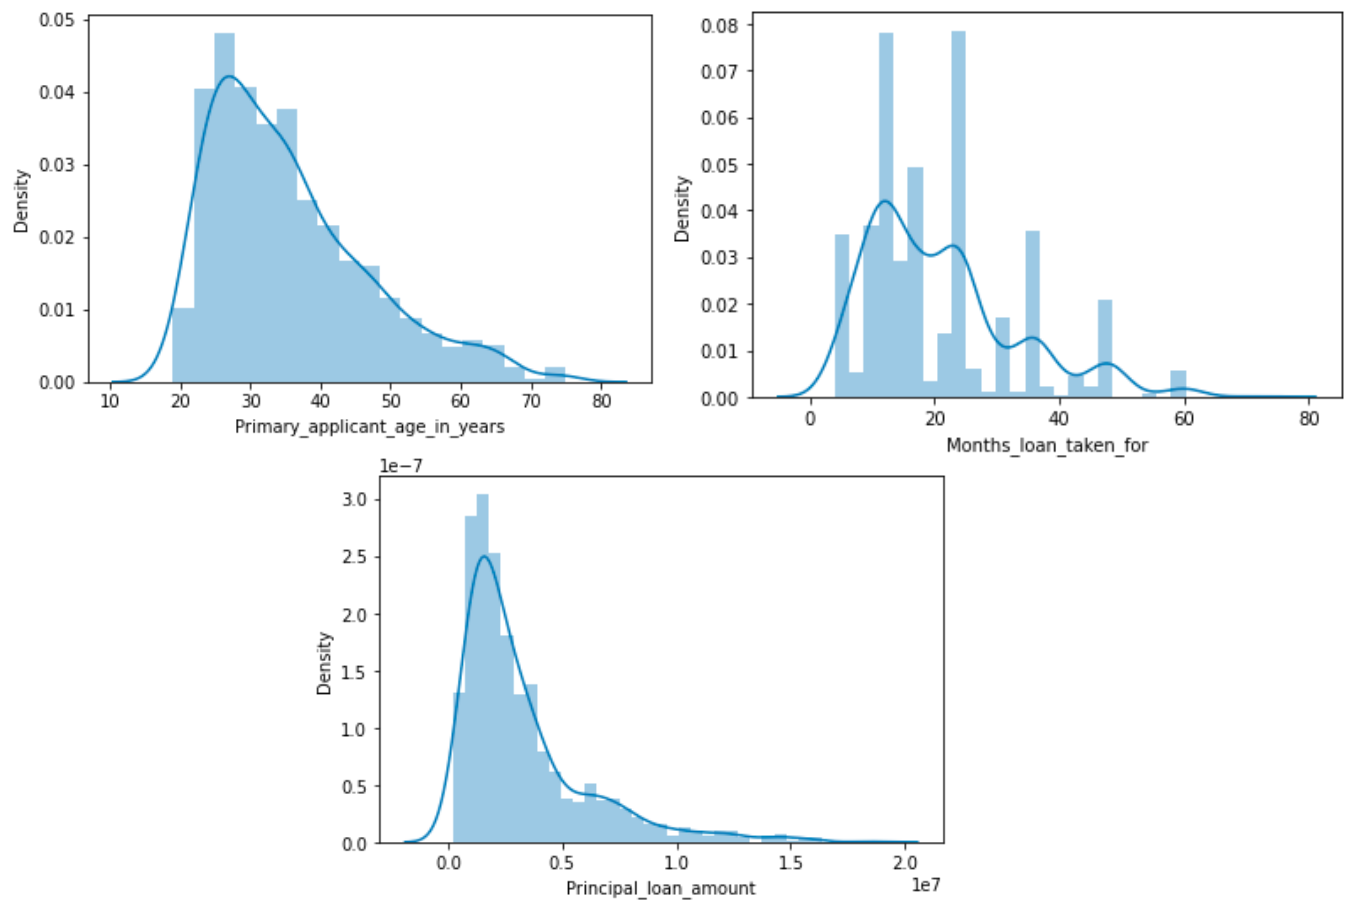 0.05
0.04
0.03
0.02
0.01
0.00
Density
10 20 30 40 50 60 70 80
Primary_applicant_age_in_years
0.08
0.07
0.06
0.05
0.04
0.03
0.02
0.01
0.00
Density
0 20 40 60 80
Months_loan_taken_for
1e−7
3.0
2.5
2.0
1.5
1.0
0.5
0.0
Density
0.0 0.5 1.0 1.5 2.0
1e7
Principal_loan_amount